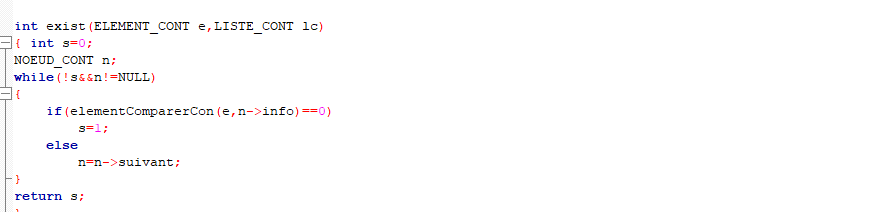 int exist(ELEMENT_CONT e,LISTE_CONT lc)
{ int s=0;
NOEUD_CONT n;
while(!s&&n!=NULL)
{
if(elementComparerCon(e,n->info)==0)
s=1;
else
n=n->suivant;
}
return s;
}